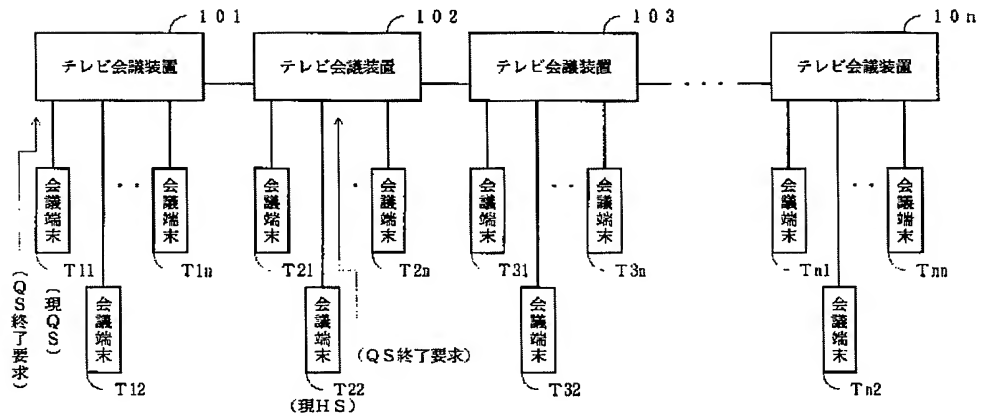 101
102
103
10n
テレビ会議装置
テレビ会議装置
テレビ会議装置
・・・
テレビ会議装置
会議端末
・・
会議端末
会議端末
・
会議端末
会議端末
・・
会議端末
会議端末
・・
会議端末
T11
T1n
T21
T2n
T31
T3n
Tn1
Tnn
(QS終了要求)
(現QS)
会議端末
会議端末
(QS終了要求)
会議端末
会議端末
T12
T22
T32
Tn2
(現HS)